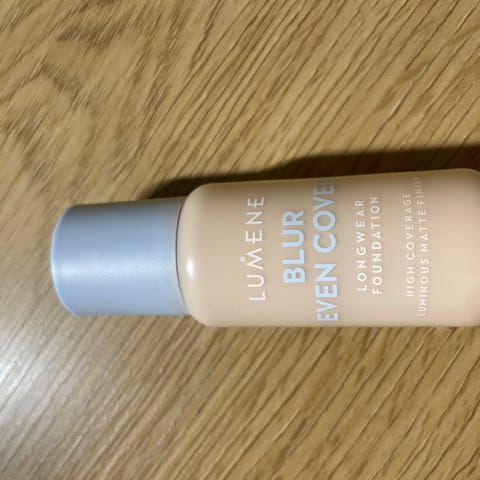 LUMENE
BLUR
EVEN COVER
LONGWEAR
FOUNDATION
HIGH COVERAGE
LUMINOUS MATTE FINISH